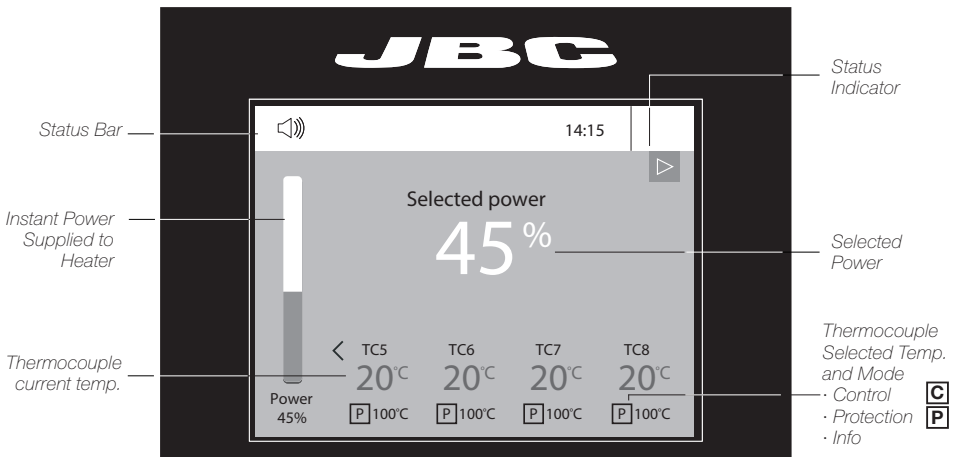 JBC
Status
Indicator
Status Bar
14:15
Instant Power
Supplied to
Heater
Selected power
45%
Selected
Power
Thermocouple
current temp.
TC5 TC6 TC7 TC8
20°C 20°C 20°C 20°C
P 100°C P 100°C P 100°C P 100°C
Power
45%
Thermocouple
Selected Temp.
and Mode
· Control C
· Protection P
· Info